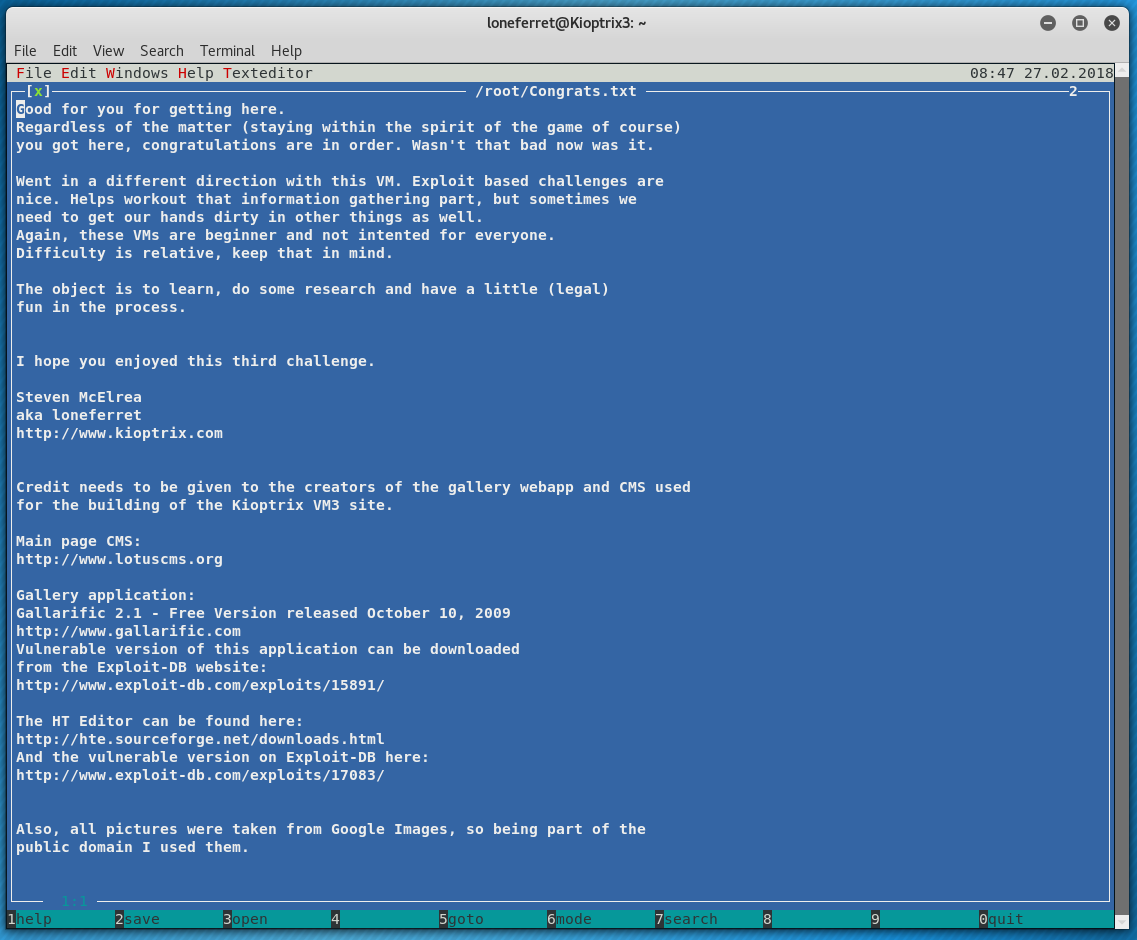 loneferret@Kioptrix3: ~
File Edit View Search Terminal Help
File Edit Windows Help Texteditor 08:47 27.02.2018
[x] /root/Congrats.txt 2
Good for you for getting here.
Regardless of the matter (staying within the spirit of the game of course)
you got here, congratulations are in order. Wasn't that bad now was it.
Went in a different direction with this VM. Exploit based challenges are
nice. Helps workout that information gathering part, but sometimes we
need to get our hands dirty in other things as well.
Again, these VMs are beginner and not intented for everyone.
Difficulty is relative, keep that in mind.
The object is to learn, do some research and have a little (legal)
fun in the process.
I hope you enjoyed this third challenge.
Steven McElrea
aka loneferret
http://www.kioptrix.com
Credit needs to be given to the creators of the gallery webapp and CMS used
for the building of the Kioptrix VM3 site.
Main page CMS:
http://www.lotuscms.org
Gallery application:
Gallarific 2.1 - Free Version released October 10, 2009
http://www.gallarific.com
Vulnerable version of this application can be downloaded
from the Exploit-DB website:
http://www.exploit-db.com/exploits/15891/
The HT Editor can be found here:
http://hte.sourceforge.net/downloads.html
And the vulnerable version on Exploit-DB here:
http://www.exploit-db.com/exploits/17083/
Also, all pictures were taken from Google Images, so being part of the
public domain I used them.
1:1
1help 2save 3open 4 5goto 6mode 7search 8 9 0quit